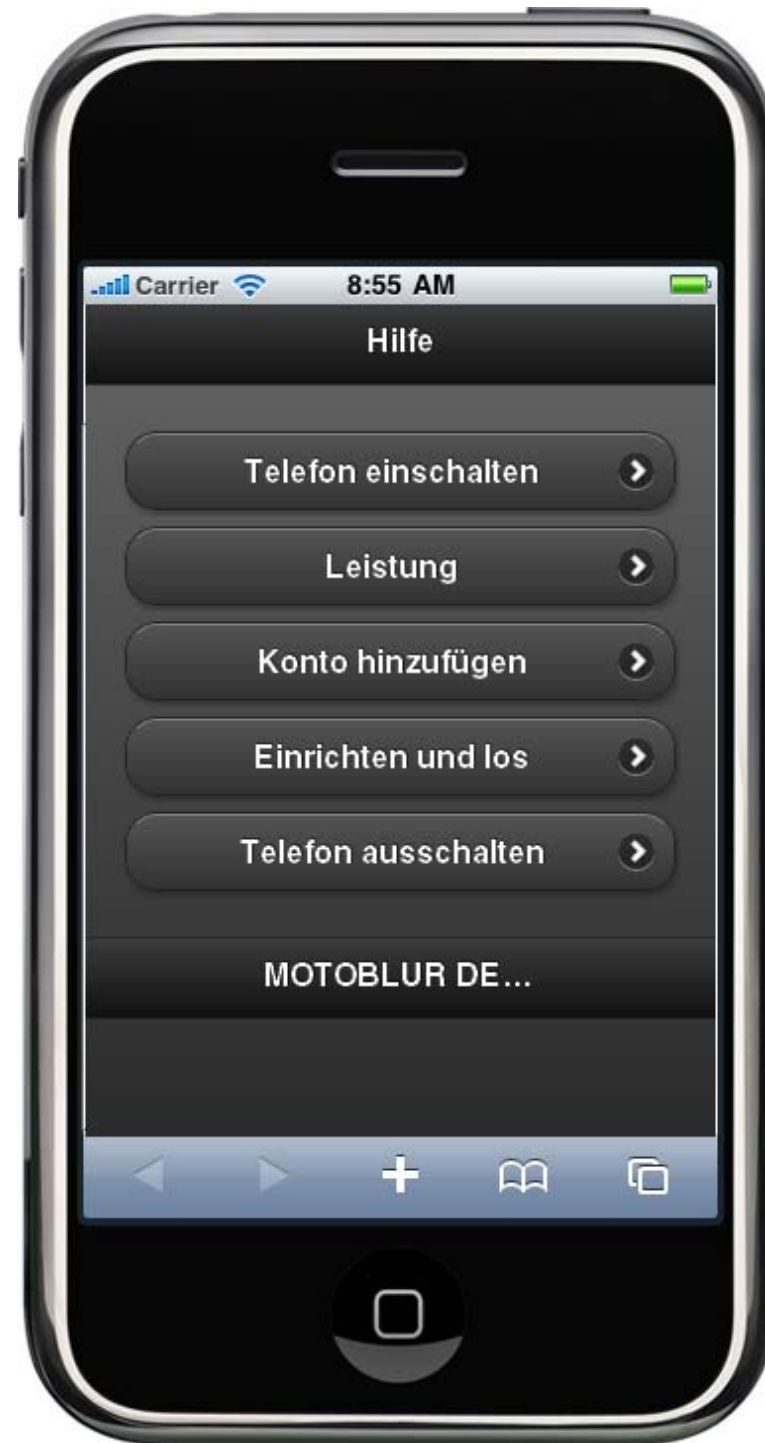 Carrier 8:55 AM
Hilfe
Telefon einschalten
Leistung
Konto hinzufügen
Einrichten und los
Telefon ausschalten
MOTOBLUR DE...